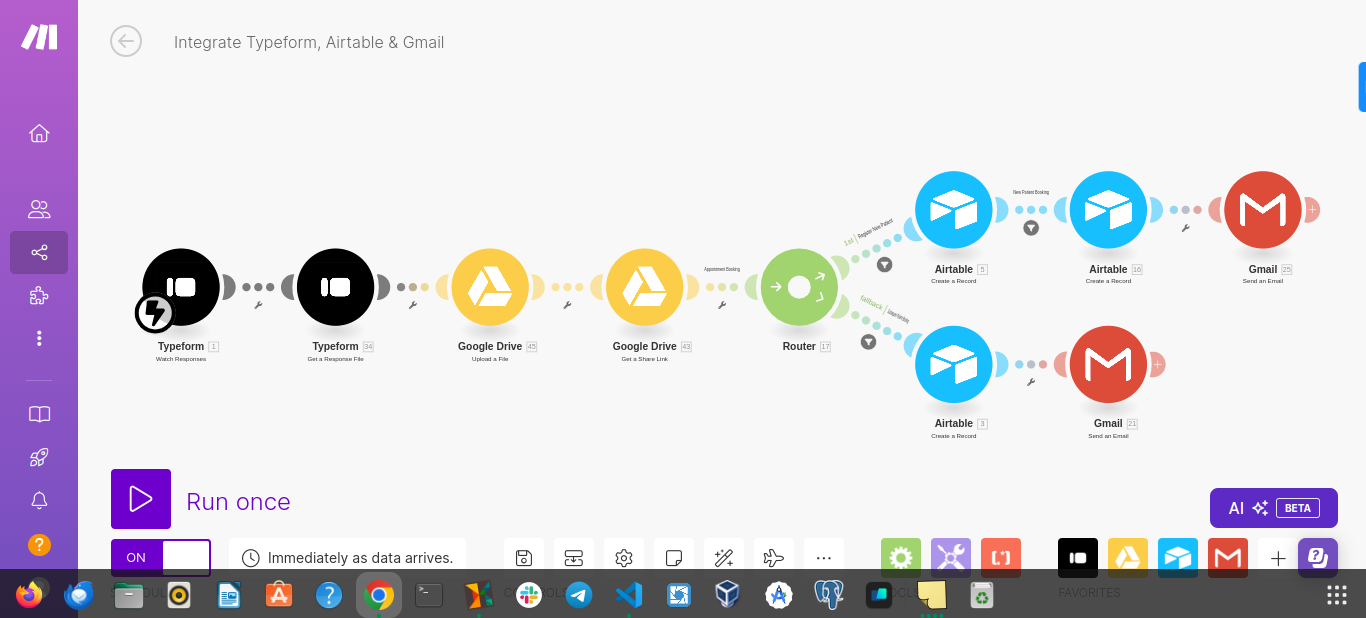 Integrate Typeform, Airtable & Gmail
New Patient Booking
1st | Register New Patient
Airtable 5
Create a Record
Airtable 16
Create a Record
Gmail 25
Send an Email
Appointment Booking
fallback
Typeform 1
Watch Responses
Typeform 34
Get a Response File
Google Drive 45
Upload a File
Google Drive 43
Get a Share Link
Router 17
Airtable 3
Create a Record
Gmail 21
Send an Email
Run once
AI BETA
ON
Immediately as data arrives.
FAVORITES